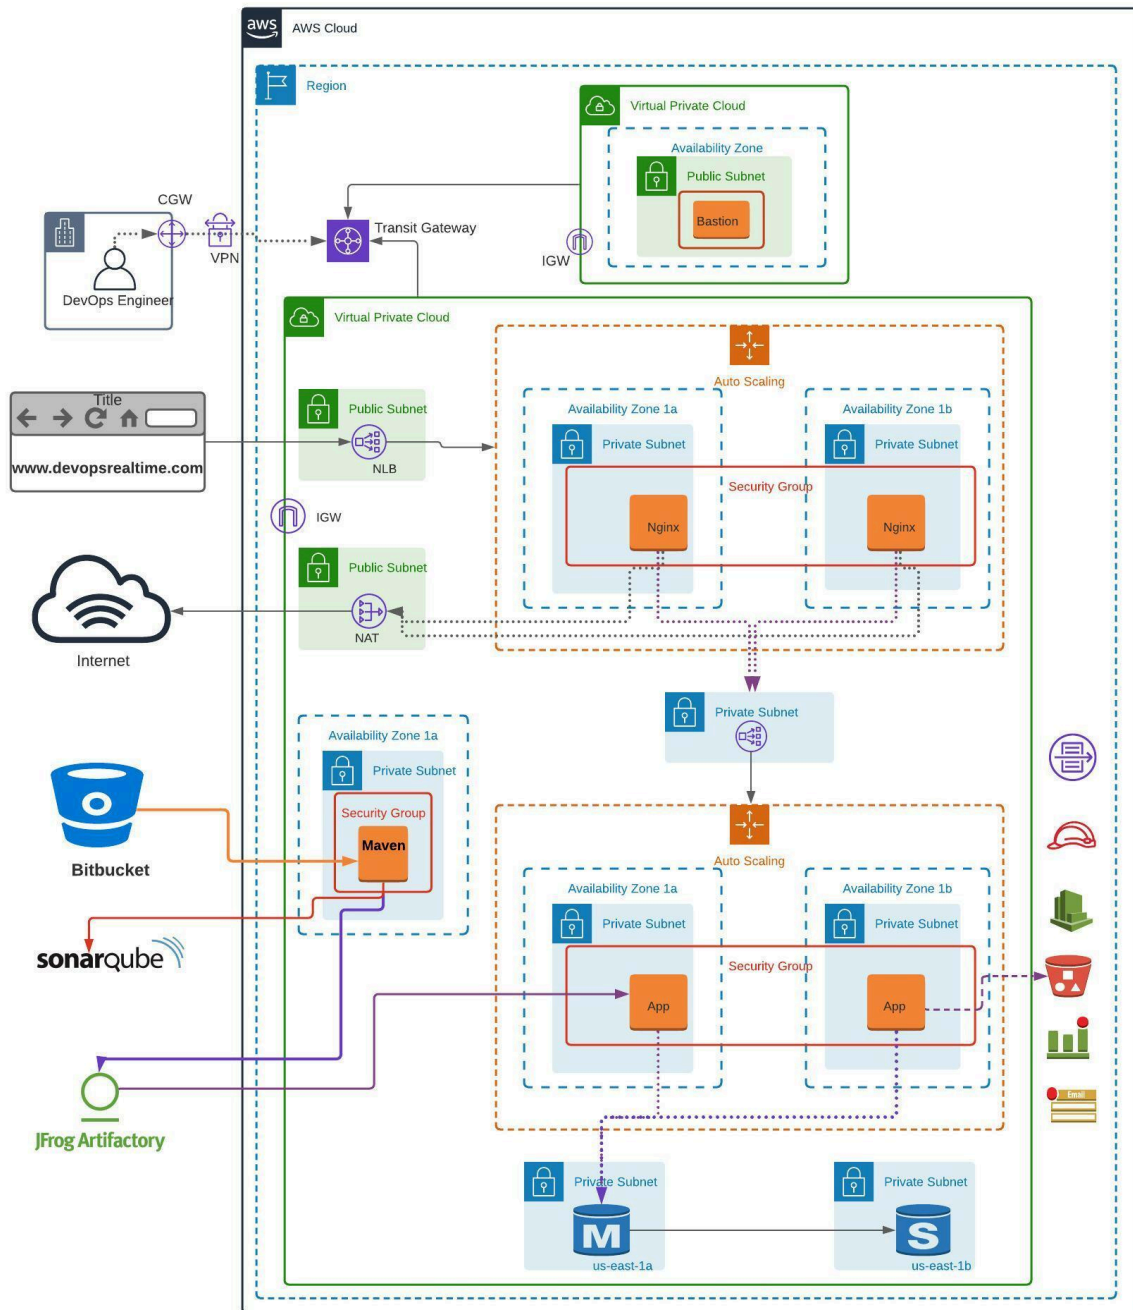 aws
AWS Cloud
Region
Virtual Private Cloud
Availability Zone
Public Subnet
Bastion
IGW
CGW
VPN
Transit Gateway
DevOps Engineer
Virtual Private Cloud
Auto Scaling
Title
www.devopsrealtime.com
Public Subnet
NLB
Availability Zone 1a
Availability Zone 1b
Private Subnet
Private Subnet
Security Group
Nginx
Nginx
IGW
Public Subnet
NAT
Internet
Private Subnet
Availability Zone 1a
Private Subnet
Security Group
Maven
Bitbucket
sonarqube
JFrog Artifactory
Auto Scaling
Availability Zone 1a
Availability Zone 1b
Private Subnet
Private Subnet
Security Group
App
App
Email
Private Subnet
Private Subnet
M
S
us-east-1a
us-east-1b